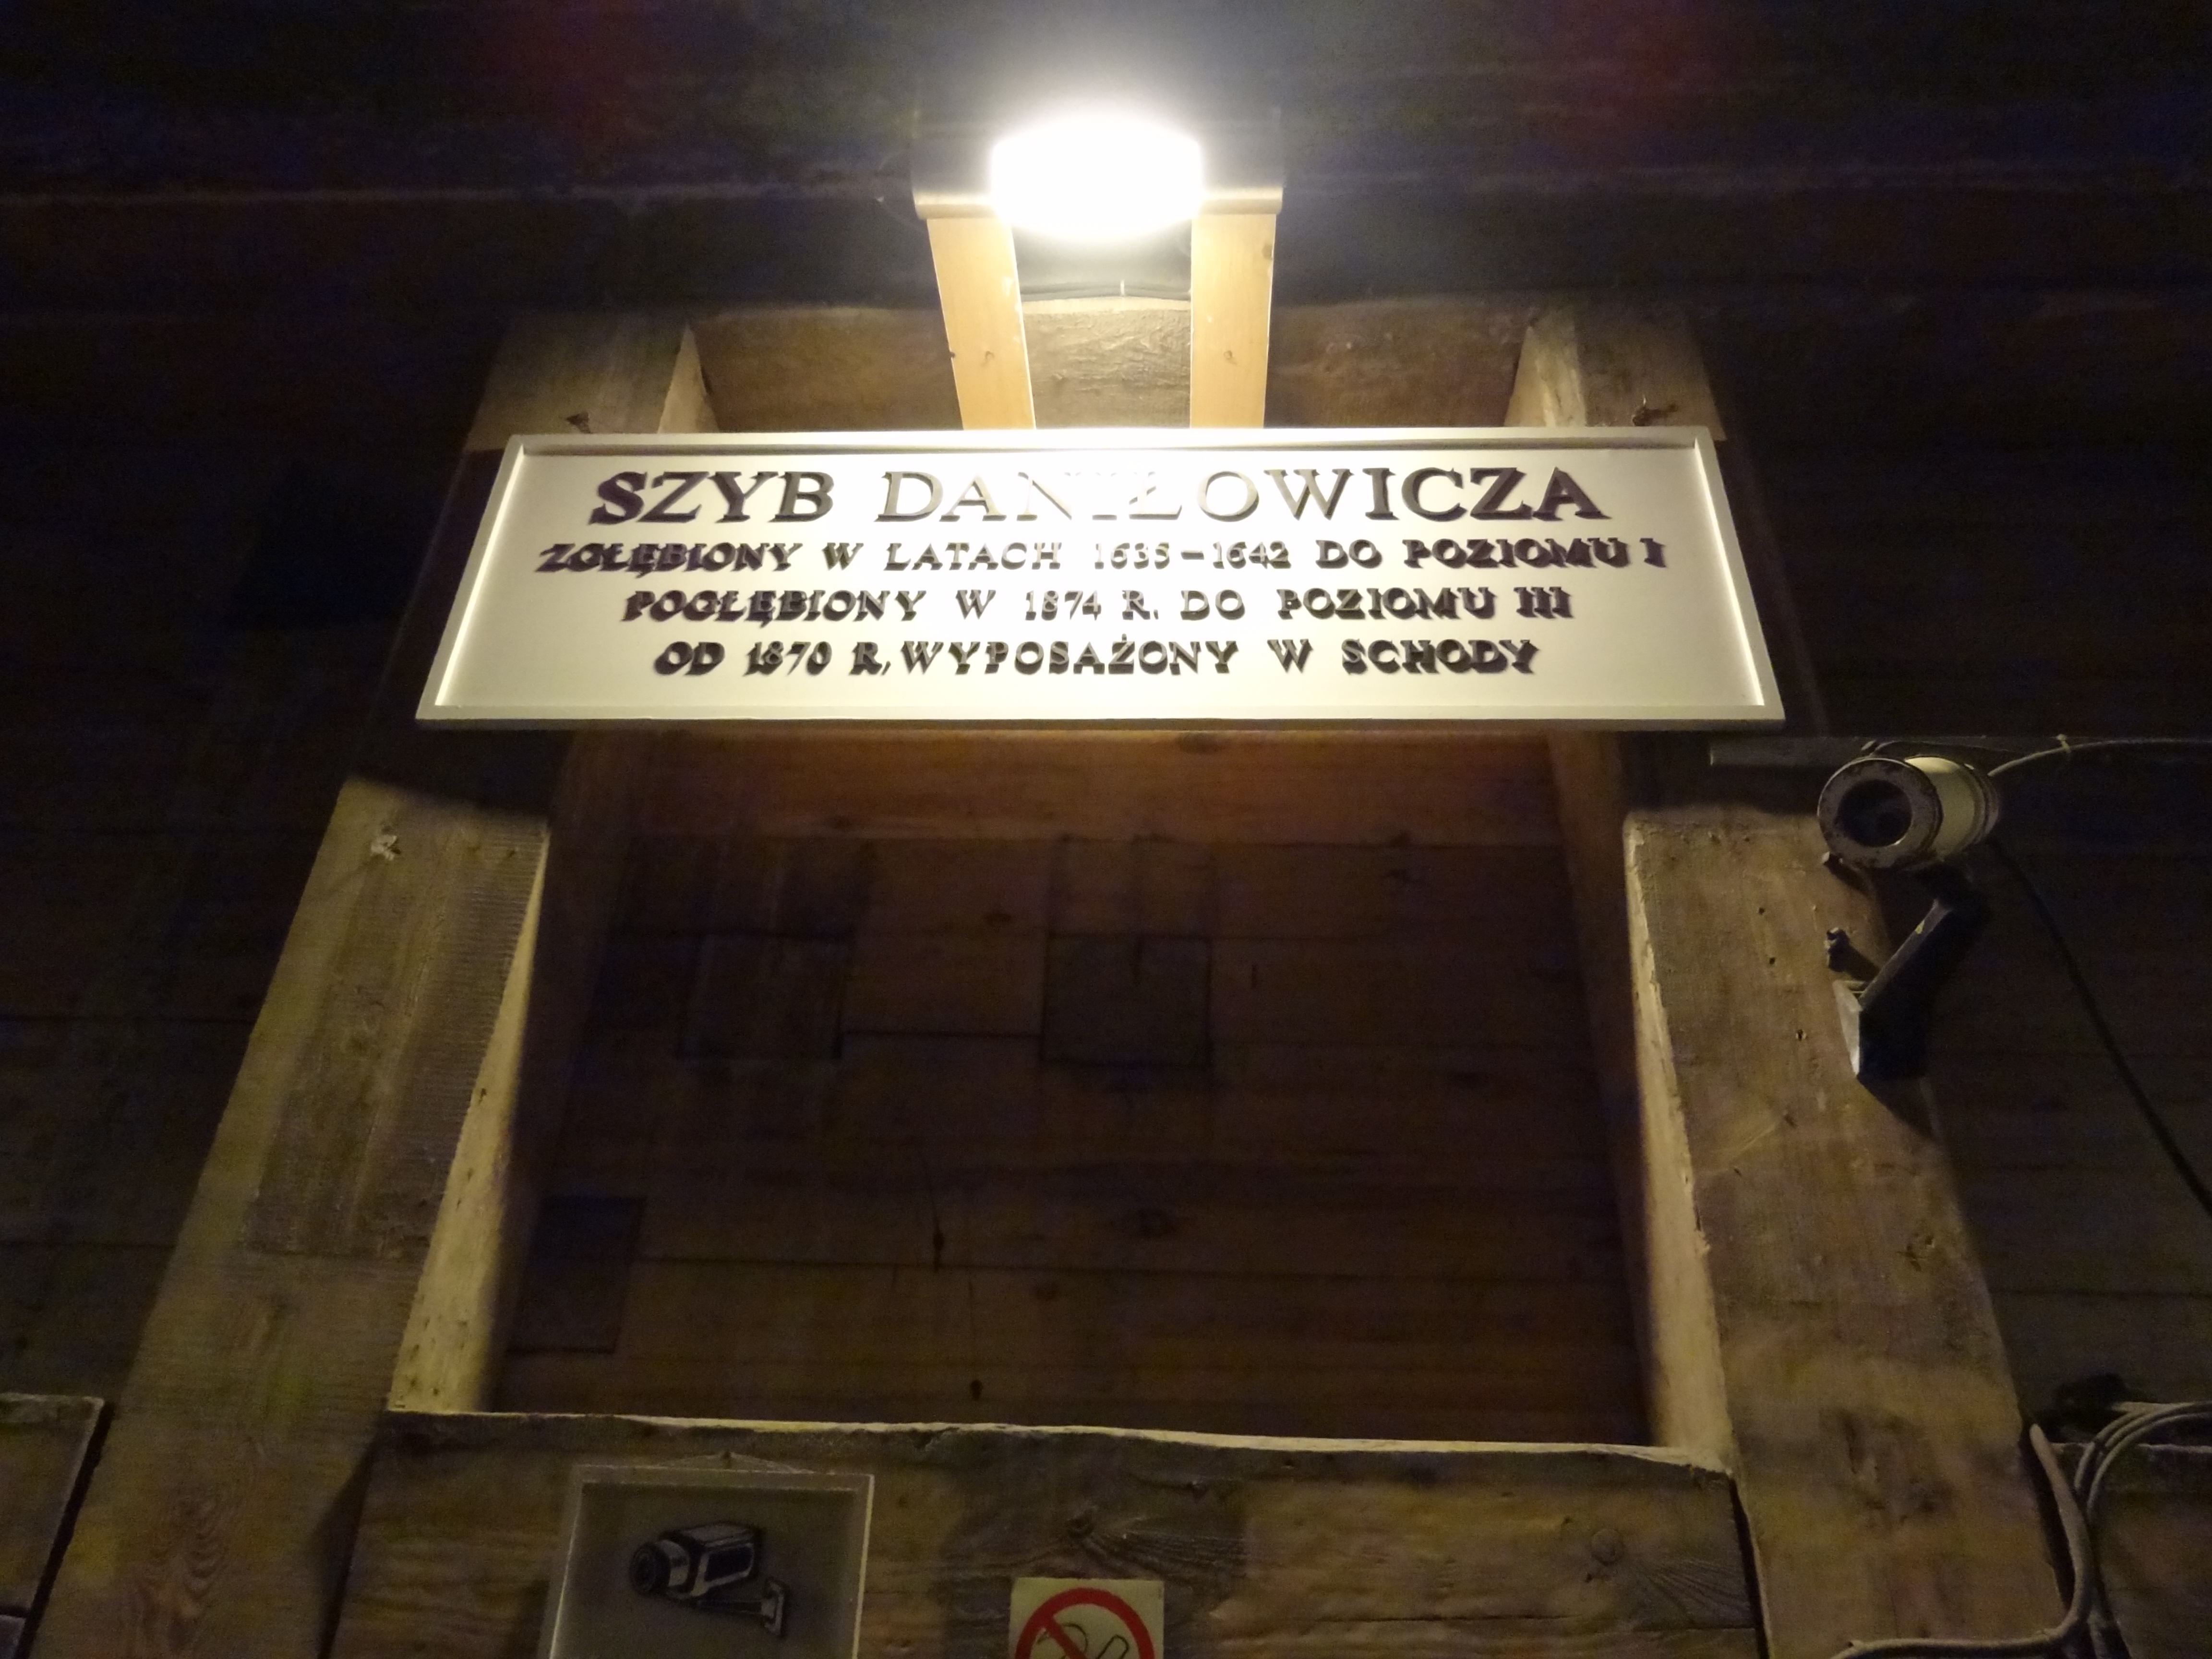 SZYB DANIŁOWICZA
ZGŁĘBIONY W LATACH 1635-1642 DO POZIOMU I
POGŁĘBIONY W 1874 R. DO POZIOMU III
OD 1870 R, WYPOSAŻONY W SCHODY